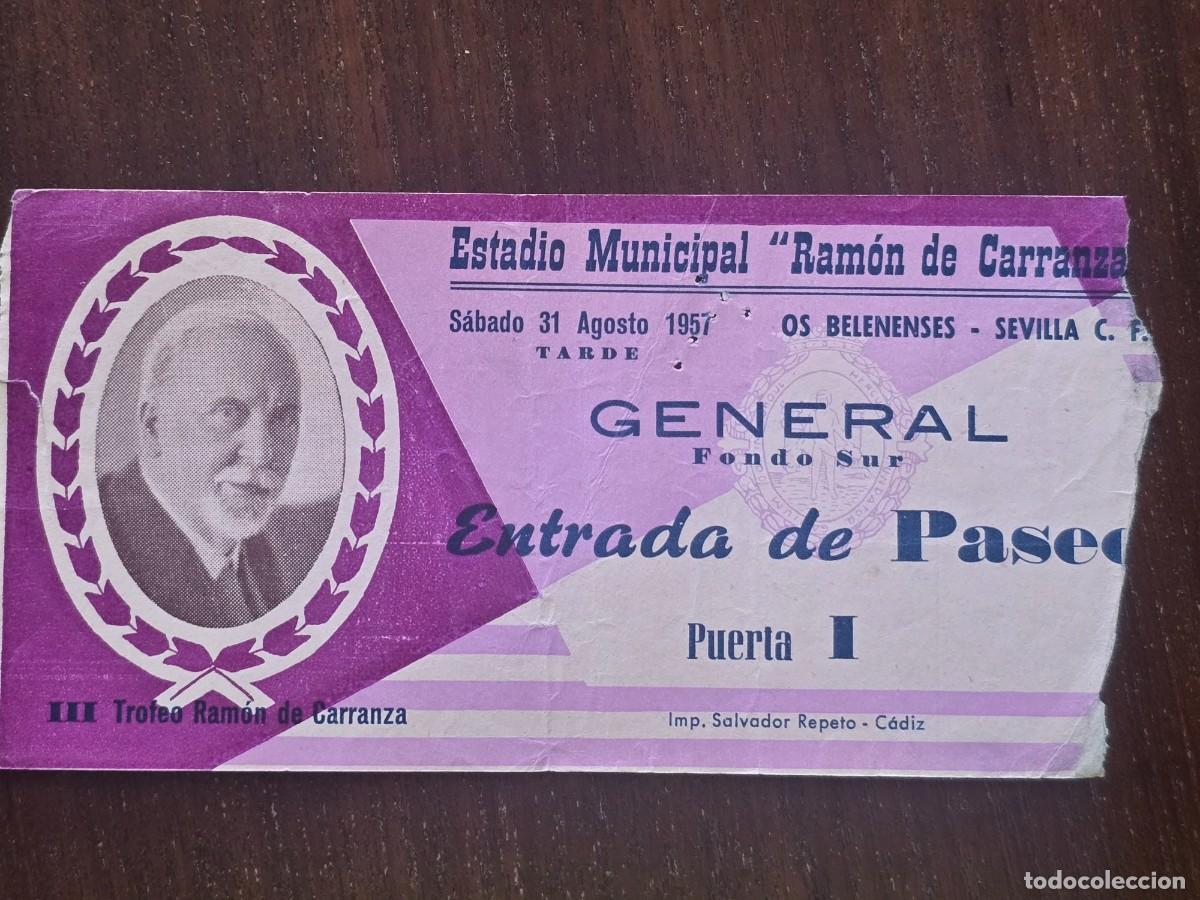 Estadio Municipal "Ramón de Carranza
Sábado 31 Agosto 1957
TARDE
OS BELENENSES - SEVILLA C. F.
GENERAL
Fondo Sur
Entrada de Paseo
Puerta I
III Trofeo Ramón de Carranza
Imp. Salvador Repeto - Cádiz
todocoleccion